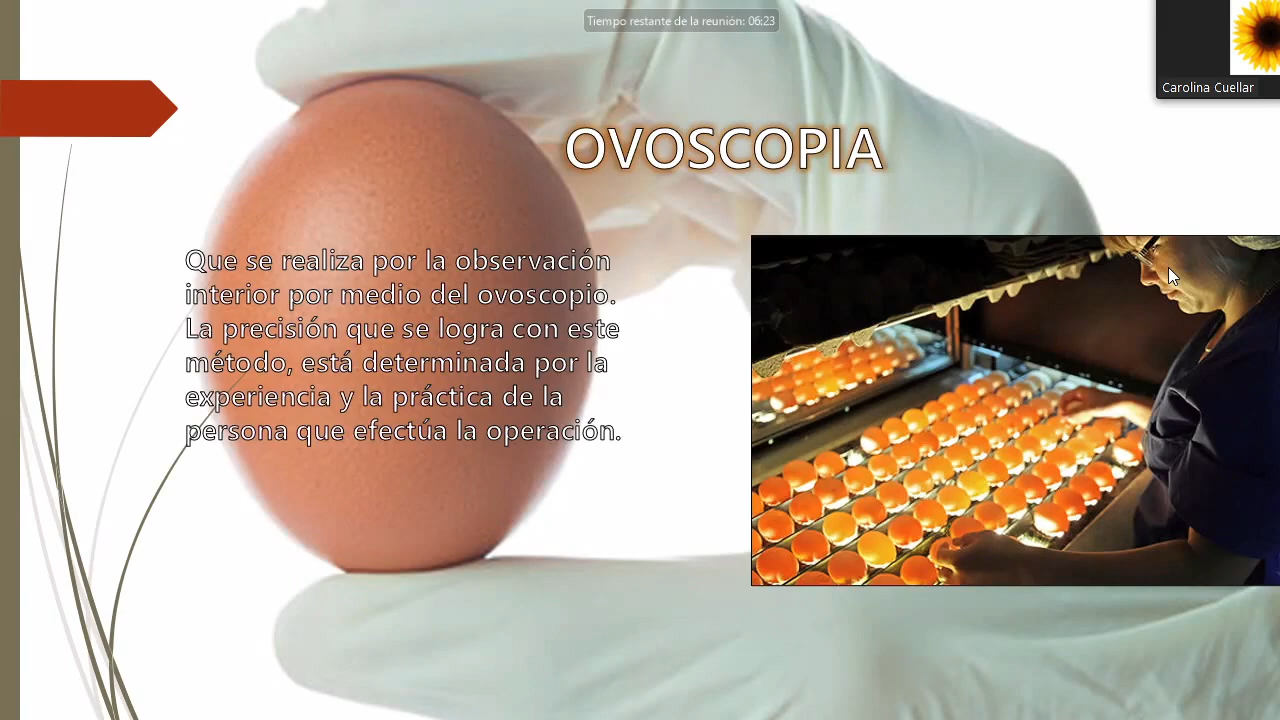 Tiempo restante de la reunión: 06:23
Carolina Cuellar
OVOSCOPIA
Que se realiza por la observación
interior por medio del ovoscopio.
La precisión que se logra con este
método, está determinada por la
experiencia y la práctica de la
persona que efectúa la operación.